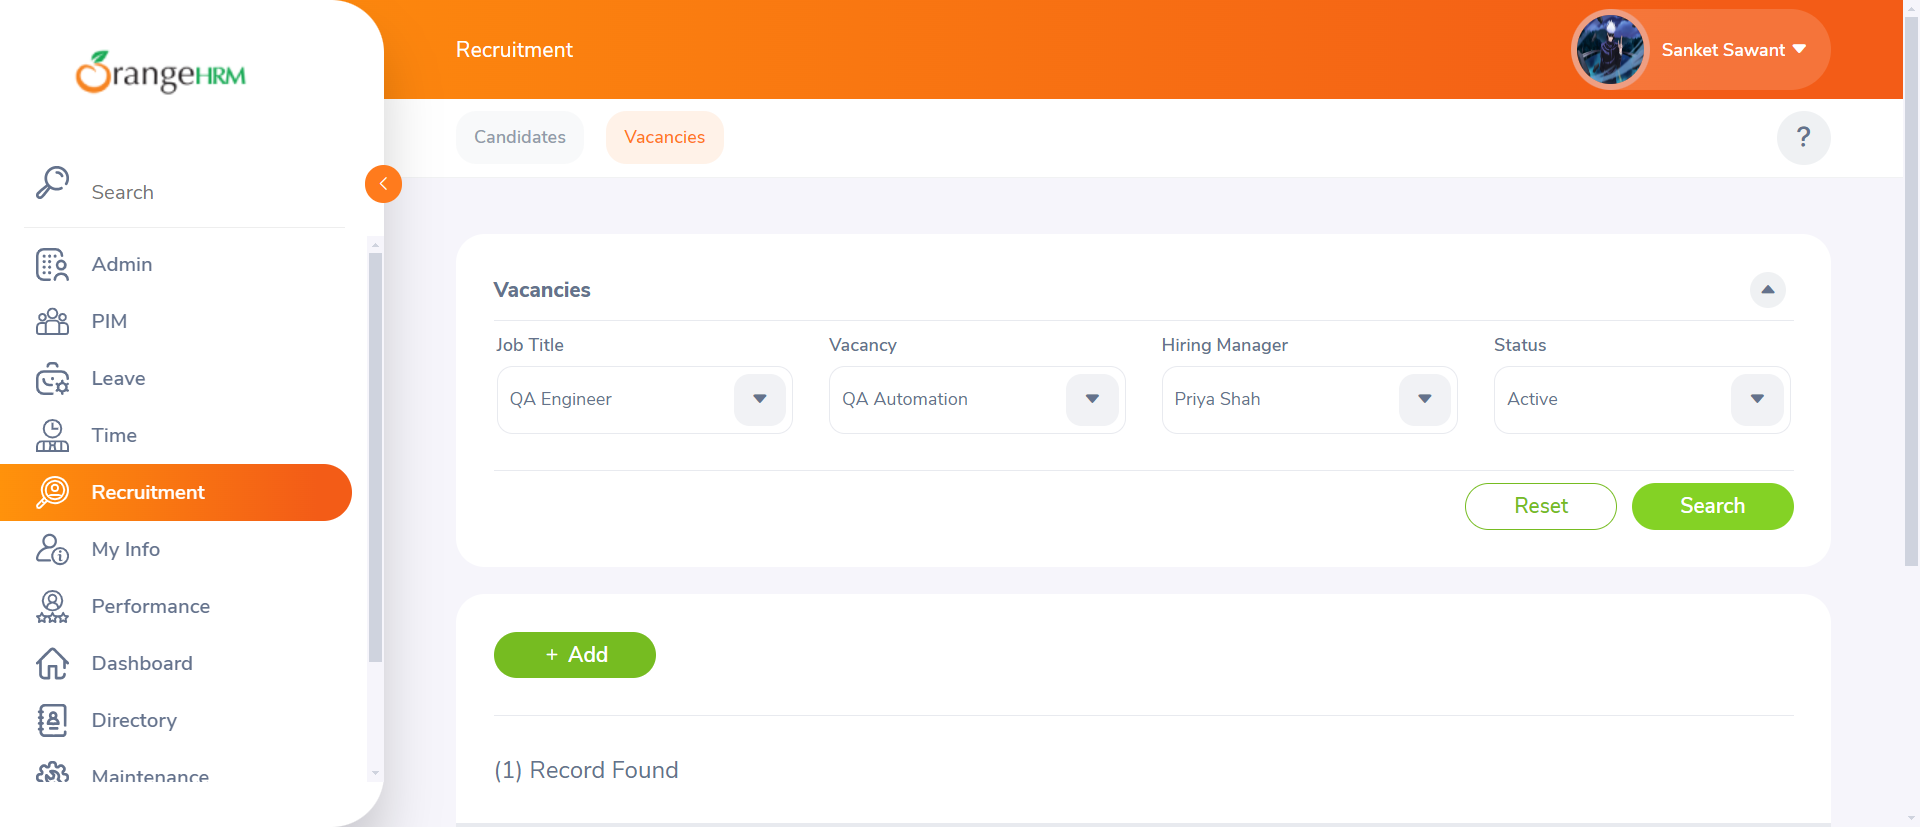 OrangeHRM
Search
Admin
PIM
Leave
Time
Recruitment
My Info
Performance
Dashboard
Directory
Maintenance
Recruitment
Sanket Sawant
Candidates
Vacancies
?
Vacancies
Job Title
Vacancy
Hiring Manager
Status
QA Engineer
QA Automation
Priya Shah
Active
Reset
Search
+ Add
(1) Record Found